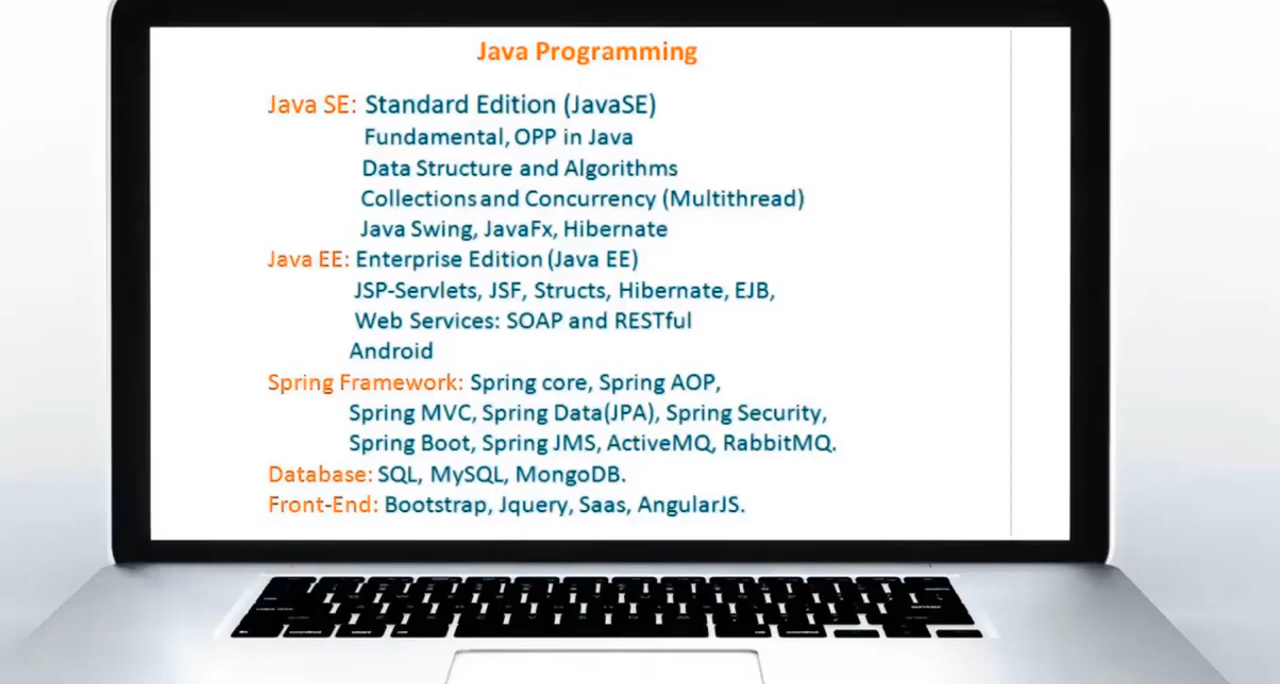 Java Programming
Java SE: Standard Edition (JavaSE)
Fundamental, OPP in Java
Data Structure and Algorithms
Collections and Concurrency (Multithread)
Java Swing, JavaFx, Hibernate
Java EE: Enterprise Edition (Java EE)
JSP-Servlets, JSF, Structs, Hibernate, EJB,
Web Services: SOAP and RESTful
Android
Spring Framework: Spring core, Spring AOP,
Spring MVC, Spring Data(JPA), Spring Security,
Spring Boot, Spring JMS, ActiveMQ, RabbitMQ.
Database: SQL, MySQL, MongoDB.
Front-End: Bootstrap, Jquery, Saas, AngularJS.
enter